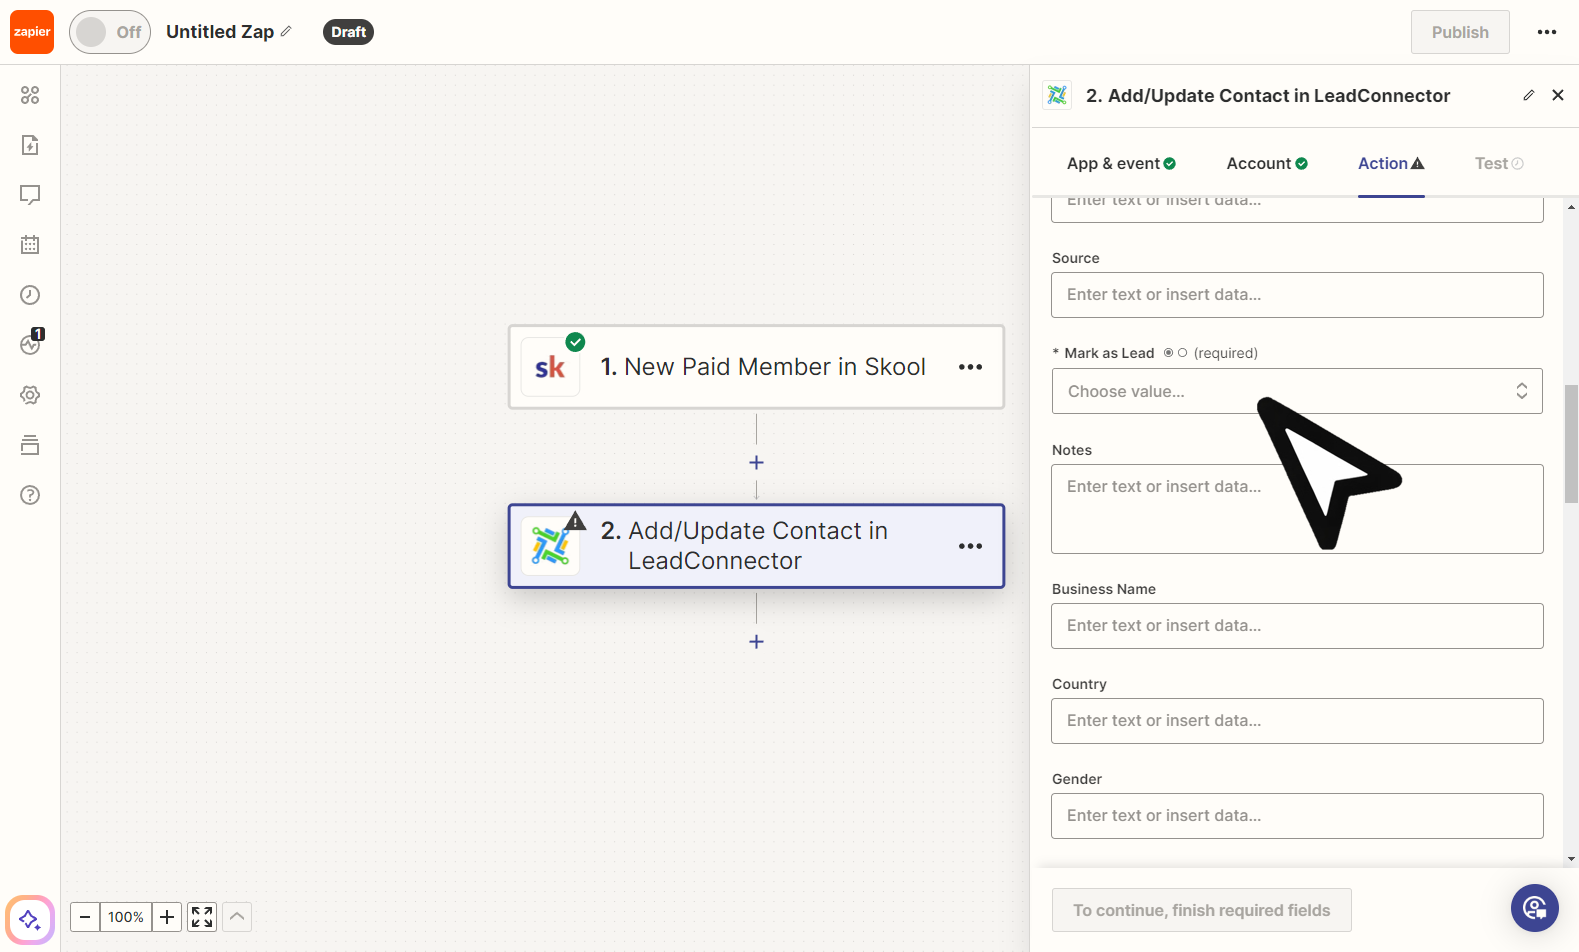 zapier
Off
Untitled Zap
Draft
Publish
2. Add/Update Contact in LeadConnector
App & event
Account
Action
Test
Enter text or insert data...
Source
Enter text or insert data...
* Mark as Lead (required)
Choose value...
Notes
Enter text or insert data...
Business Name
Enter text or insert data...
Country
Enter text or insert data...
Gender
Enter text or insert data...
To continue, finish required fields
1
sk
1. New Paid Member in Skool
2. Add/Update Contact in
LeadConnector
100%